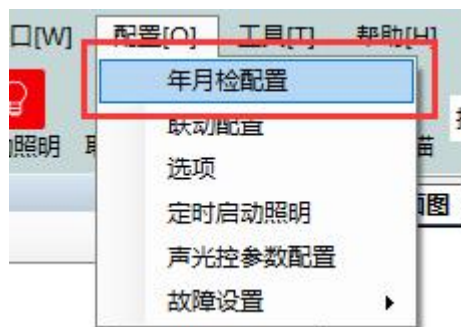 口[W] 配置[O] 工具[T] 帮助[H]
年月检配置
联动配置
照明
描
选项
面图
定时启动照明
声光控参数配置
故障设置